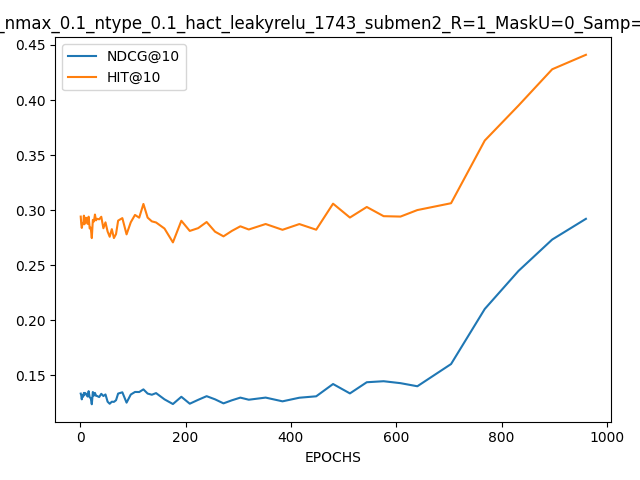 _nmax_0.1_ntype_0.1_hact_leakyrelu_1743_submen2_R=1_MaskU=0_Samp=
0.45
NDCG@10
HIT@10
0.40
0.35
0.30
0.25
0.20
0.15
0 200 400 600 800 1000
EPOCHS